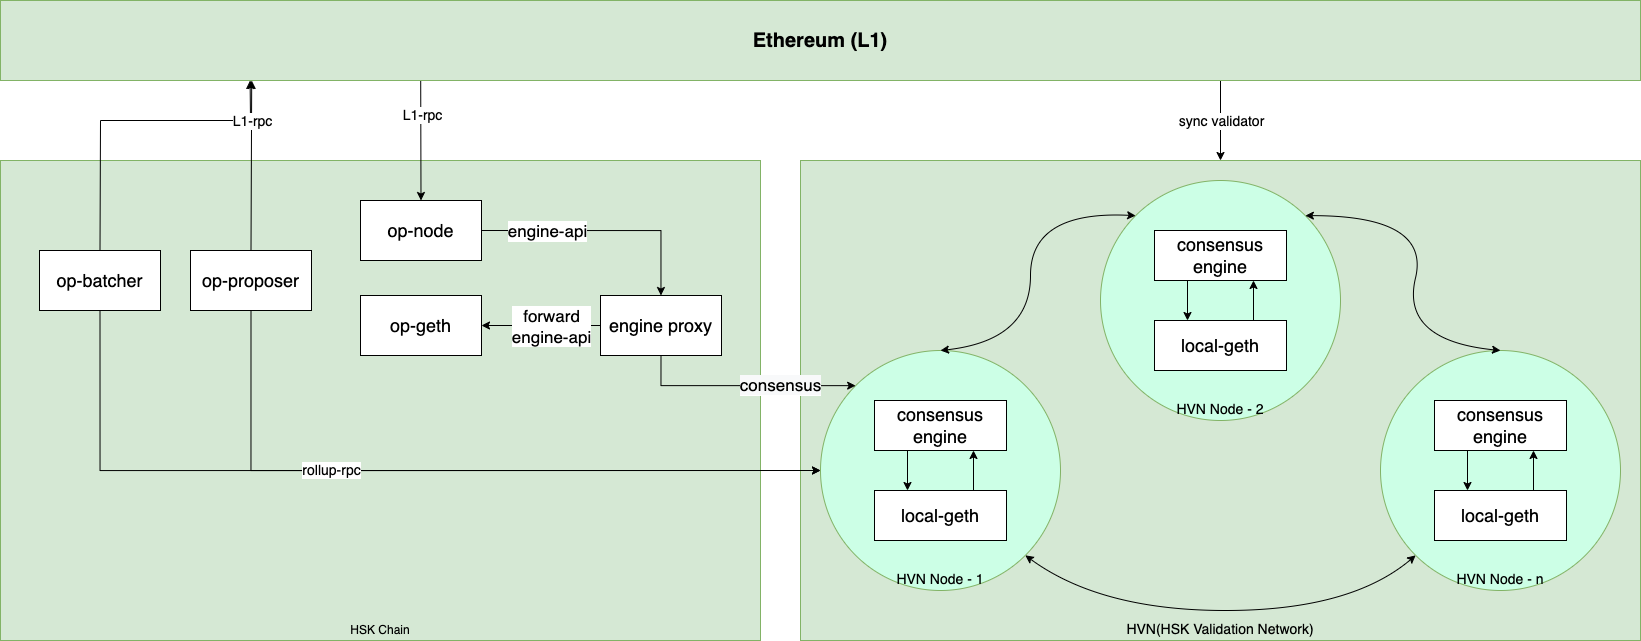 Ethereum (L1)
L1-rpc
L1-rpc
sync validator
op-node
engine-api
op-batcher
op-proposer
op-geth
forward
engine-api
engine proxy
consensus
rollup-rpc
HSK Chain
consensus
engine
local-geth
HVN Node - 2
consensus
engine
local-geth
HVN Node - 1
consensus
engine
local-geth
HVN Node - n
HVN(HSK Validation Network)